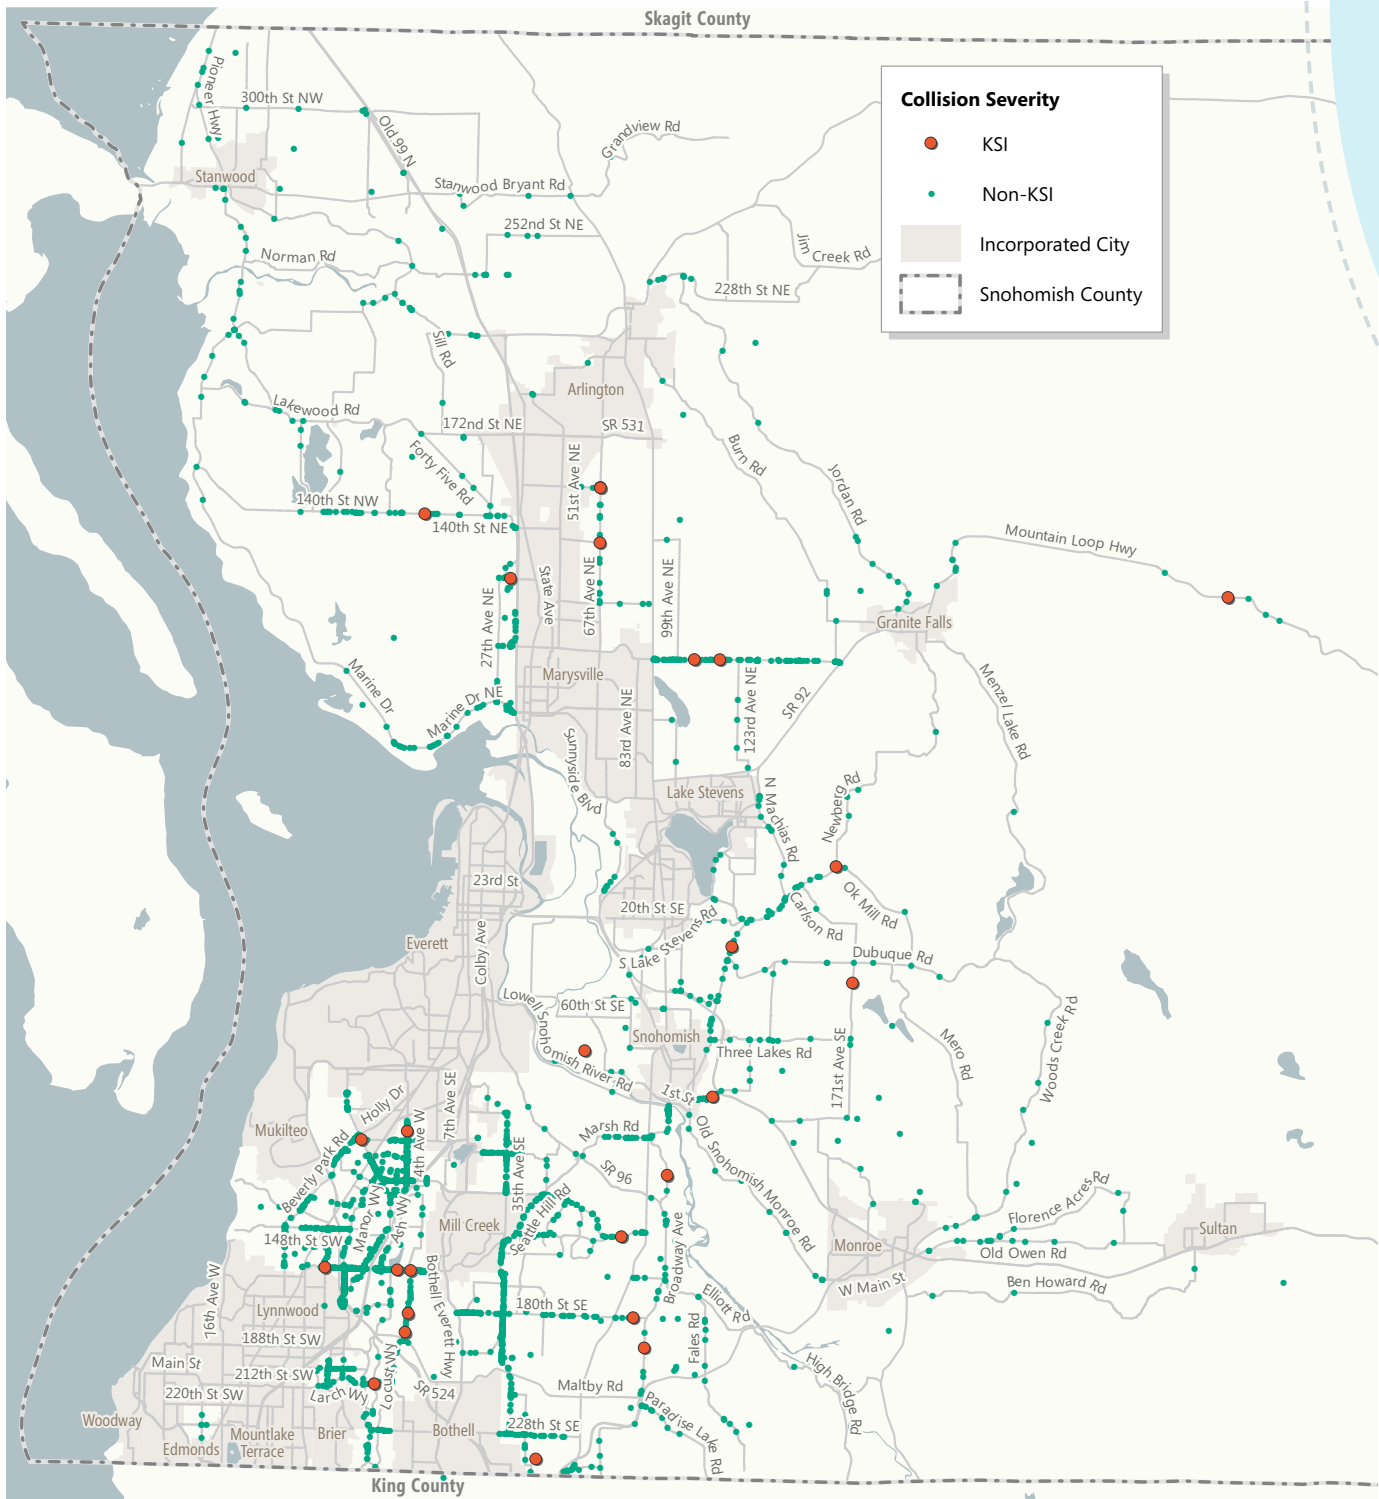 Skagit County
Collision Severity
KSI
Non-KSI
Incorporated City
Snohomish County
Pioneer Hwy
300th St NW
Old 99 N
Grandview Rd
Stanwood
Stanwood Bryant Rd
252nd St NE
Jim Creek Rd
Norman Rd
228th St NE
Sill Rd
Arlington
Lakewood Rd
172nd St NE
SR 531
Burn Rd
Forty Five Rd
51st Ave NE
Jordan Rd
140th St NW
140th St NE
Mountain Loop Hwy
State Ave
67th Ave NE
99th Ave NE
27th Ave NE
Granite Falls
Marysville
Marine Dr
Marine Dr NE
83rd Ave NE
123rd Ave NE
SR 92
Menzel Lake Rd
Sunnyside Blvd
Lake Stevens
N Machias Rd
Newberg Rd
23rd St
20th St SE
Carlson Rd
Ok Mill Rd
Everett
Colby Ave
S Lake Stevens Rd
Dubuque Rd
Lowell Snohomish River Rd
60th St SE
Snohomish
Three Lakes Rd
171st Ave SE
Mero Rd
Woods Creek Rd
1st St
Holly Dr
7th Ave SE
Mukilteo
Beverly Park Rd
4th Ave W
Marsh Rd
Old Snohomish Monroe Rd
35th Ave SE
SR 96
Manor Wy
Ash Wy
Seattle Hill Rd
Mill Creek
148th St SW
Broadway Ave
Florence Acres Rd
Sultan
Monroe
Old Owen Rd
W Main St
Ben Howard Rd
76th Ave W
Bothell Everett Hwy
Lynnwood
180th St SE
Elliott Rd
188th St SW
Fales Rd
Main St
212th St SW
Locust Wy
High Bridge Rd
220th St SW
Larch Wy
SR 524
Maltby Rd
Paradise Lake Rd
Woodway
Edmonds
Mountlake
Terrace
Brier
Bothell
228th St SE
King County